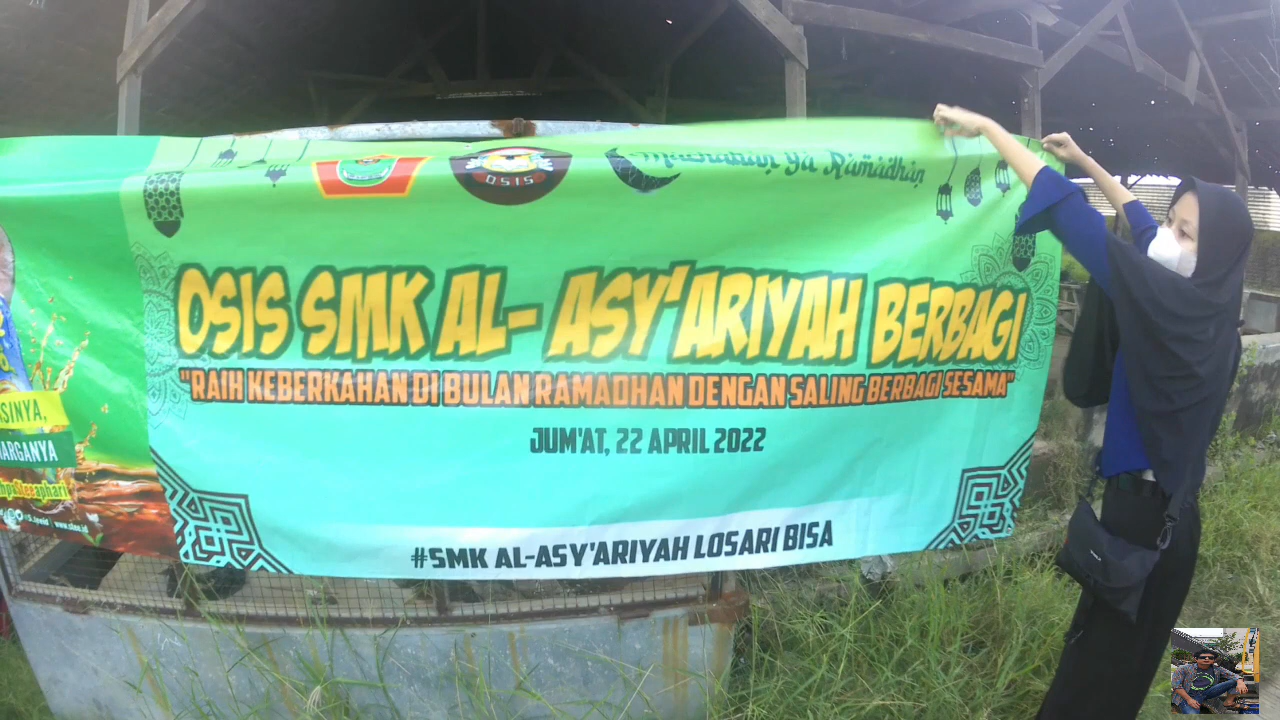 OSIS
Marhaban ya Ramadhan
OSIS SMK AL- ASY'ARIYAH BERBAGI
"RAIH KEBERKAHAN DI BULAN RAMADHAN DENGAN SALING BERBAGI SESAMA"
JUM'AT, 22 APRIL 2022
#SMK AL-ASY'ARIYAH LOSARI BISA
SINYA,
ARGANYA